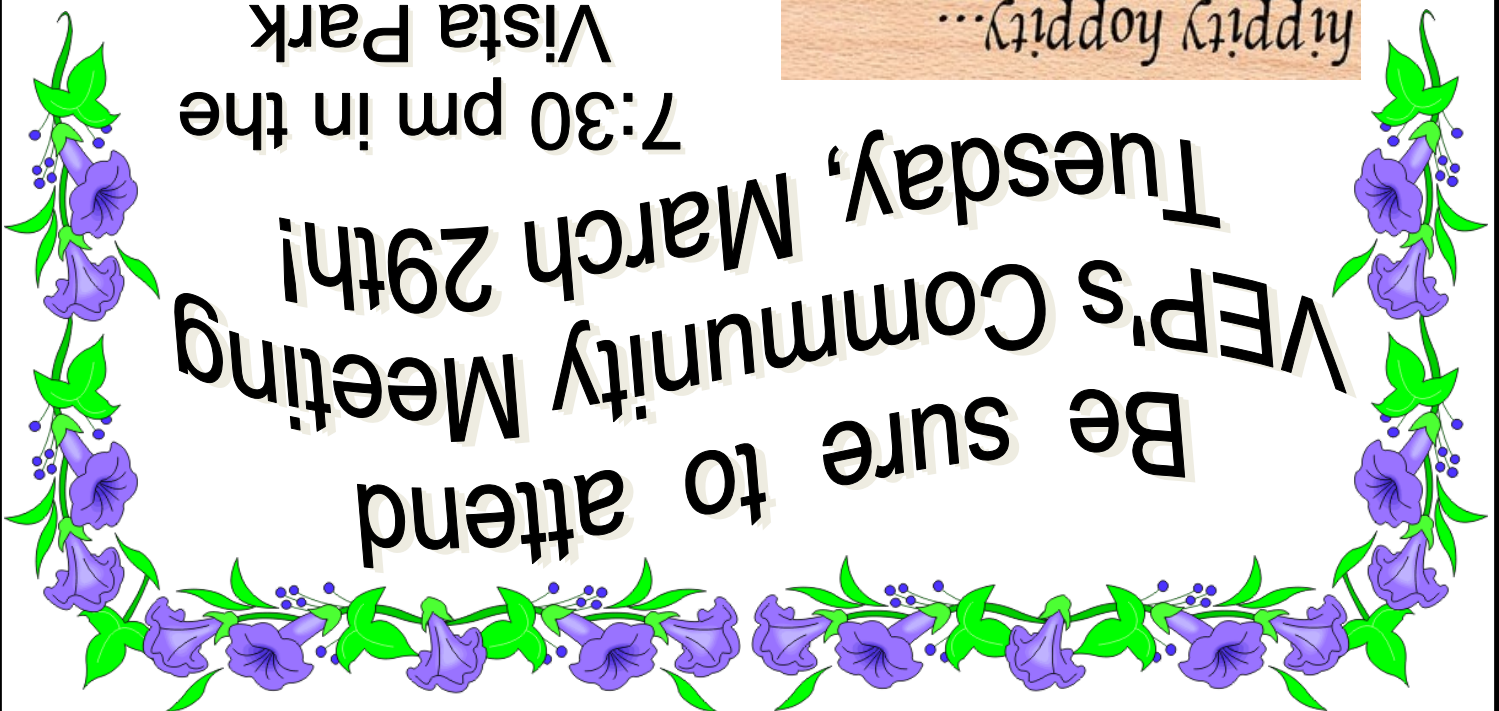 Be sure to attend
VEP's Community Meeting
Tuesday, March 29th!
7:30 pm in the
Vista Park
hippity hoppity...